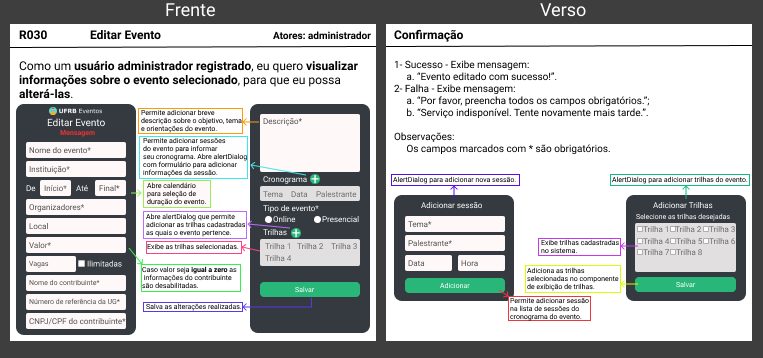 Frente
R030 Editar Evento Atores: administrador
Como um usuário administrador registrado, eu quero visualizar
informações sobre o evento selecionado, para que eu possa
alterá-las.
UFRB Eventos
Editar Evento
Mensagem
Nome do evento*
Instituição*
De Início* Até Final*
Organizadores*
Local
Valor*
Vagas Ilimitadas
Nome do contribuinte*
Número de referência da UG*
CNPJ/CPF do contribuinte*
Permite adicionar breve
descrição sobre o objetivo, tema
e orientações do evento.
Permite adicionar sessões
do evento para informar
seu cronograma. Abre alertDialog
com formulário para adicionar
informações da sessão.
Abre calendário
para seleção de
duração do evento.
Abre alertDialog que permite
adicionar as trilhas cadastradas
as quais o evento pertence.
Exibe as trilhas selecionadas.
Caso valor seja igual a zero as
informações do contribuinte
são desabilitadas.
Salva as alterações realizadas.
Descrição*
Cronograma
Tema Data Palestrante
Tipo de evento*
Online Presencial
Trilhas
Trilha 1 Trilha 2 Trilha 3
Trilha 4
Salvar
Verso
Confirmação
1- Sucesso - Exibe mensagem:
a. “Evento editado com sucesso!”.
2- Falha - Exibe mensagem:
a. “Por favor, preencha todos os campos obrigatórios.”;
b. “Serviço indisponível. Tente novamente mais tarde.”.
Observações:
Os campos marcados com * são obrigatórios.
AlertDialog para adicionar nova sessão.
Adicionar sessão
Tema*
Palestrante*
Data Hora
Adicionar
Permite adicionar sessão
na lista de sessões do
cronograma do evento.
Exibe trilhas cadastradas
no sistema.
Adiciona as trilhas
selecionadas no componente
de exibição de trilhas.
AlertDialog para adicionar trilhas do evento.
Adicionar Trilhas
Selecione as trilhas desejadas
Trilha 1 Trilha 2 Trilha 3
Trilha 4 Trilha 5 Trilha 6
Trilha 7 Trilha 8
Salvar